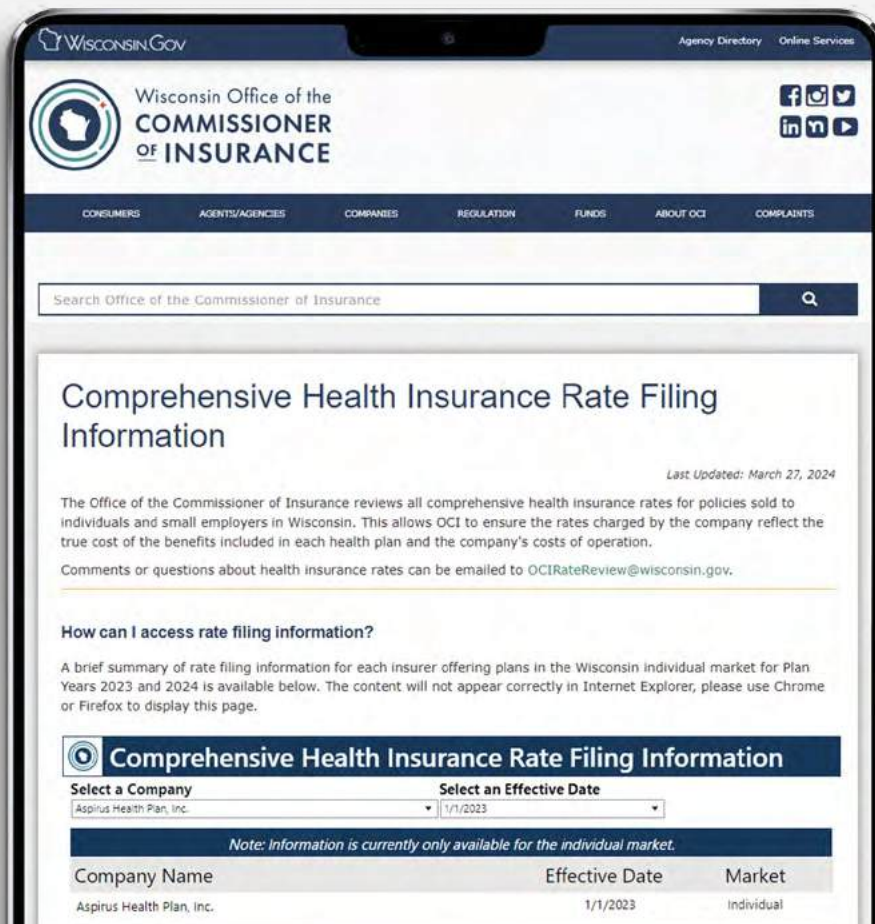 WISCONSIN.GOV
Agency Directory Online Services
Wisconsin Office of the
COMMISSIONER
OF INSURANCE
CONSUMERS AGENTS/AGENCIES COMPANIES REGULATION FUNDS ABOUT OCI COMPLAINTS
Search Office of the Commissioner of Insurance
Comprehensive Health Insurance Rate Filing
Information
Last Updated: March 27, 2024
The Office of the Commissioner of Insurance reviews all comprehensive health insurance rates for policies sold to
individuals and small employers in Wisconsin. This allows OCI to ensure the rates charged by the company reflect the
true cost of the benefits included in each health plan and the company's costs of operation.
Comments or questions about health insurance rates can be emailed to OCIRateReview@wisconsin.gov.
How can I access rate filing information?
A brief summary of rate filing information for each insurer offering plans in the Wisconsin individual market for Plan
Years 2023 and 2024 is available below. The content will not appear correctly in Internet Explorer, please use Chrome
or Firefox to display this page.
Comprehensive Health Insurance Rate Filing Information
Select a Company Select an Effective Date
Aspirus Health Plan, Inc. 1/1/2023
Note: Information is currently only available for the individual market.
Company Name Effective Date Market
Aspirus Health Plan, Inc. 1/1/2023 Individual